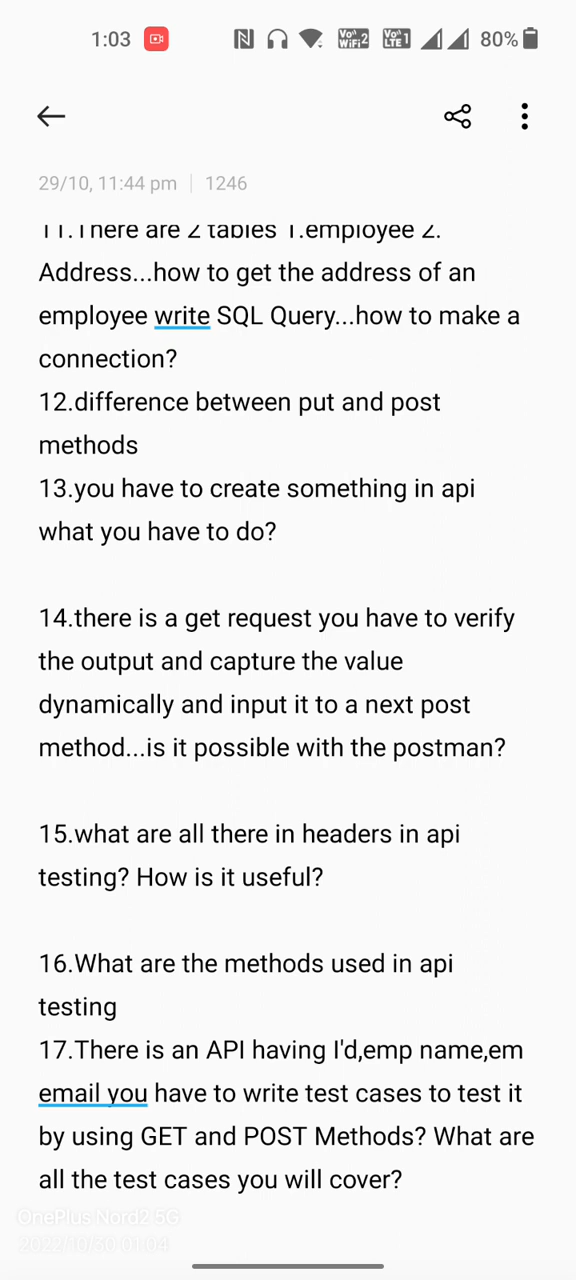 1:03 Vo WiFi 2 Vo LTE 1 80%
29/10, 11:44 pm | 1246
11.There are 2 tables 1.employee 2.
Address...how to get the address of an
employee write SQL Query...how to make a
connection?
12.difference between put and post
methods
13.you have to create something in api
what you have to do?
14.there is a get request you have to verify
the output and capture the value
dynamically and input it to a next post
method...is it possible with the postman?
15.what are all there in headers in api
testing? How is it useful?
16.What are the methods used in api
testing
17.There is an API having I'd,emp name,em
email you have to write test cases to test it
by using GET and POST Methods? What are
all the test cases you will cover?
OnePlus Nord2 5G
2022/10/30 01:04